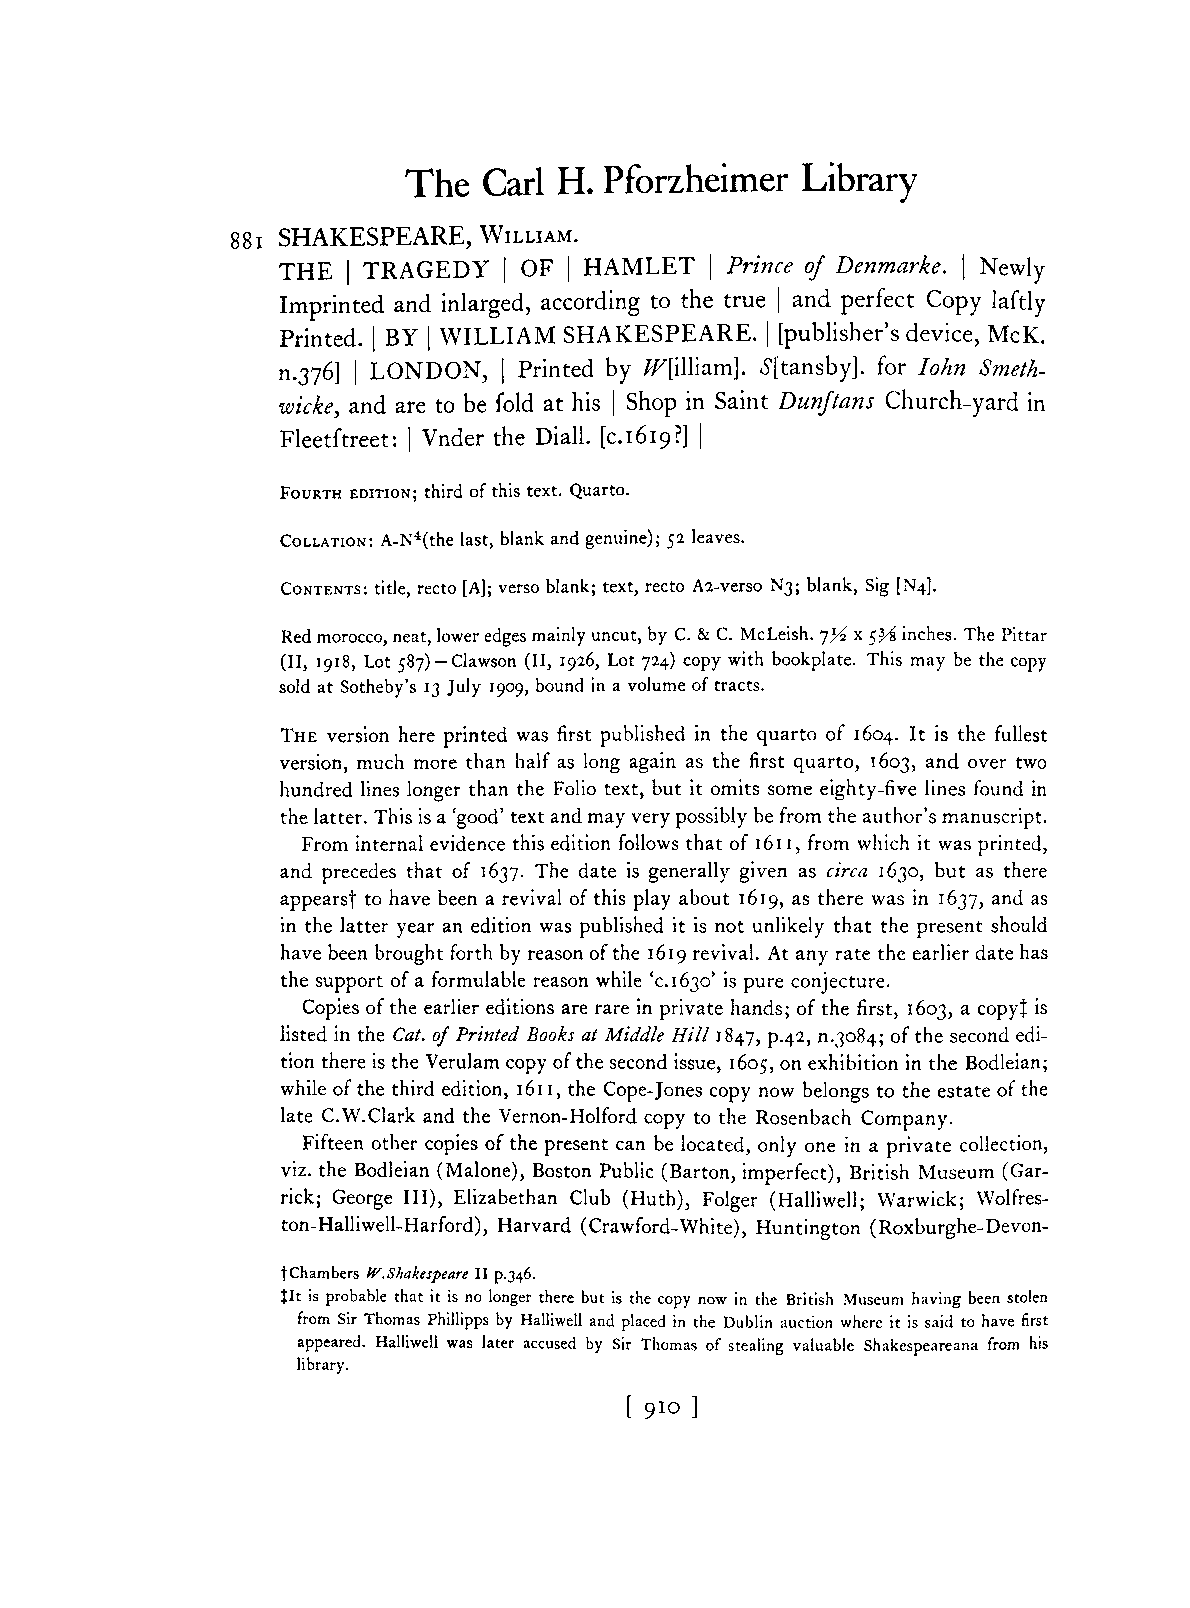 The Carl H. Pforzheimer Library
881 SHAKESPEARE, WILLIAM.
THE | TRAGEDY | OF | HAMLET | Prince of Denmarke. | Newly
Imprinted and inlarged, according to the true | and perfect Copy laſtly
Printed. | BY | WILLIAM SHAKESPEARE. | [publisher's device, McK.
n.376] | LONDON, | Printed by W[illiam]. S[tansby]. for Iohn Smeth-
wicke, and are to be ſold at his | Shop in Saint Dunſtans Church-yard in
Fleetſtreet: | Vnder the Diall. [c.1619?] |
FOURTH EDITION; third of this text. Quarto.
COLLATION: A-N⁴(the last, blank and genuine); 52 leaves.
CONTENTS: title, recto [A]; verso blank; text, recto A2-verso N3; blank, Sig [N4].
Red morocco, neat, lower edges mainly uncut, by C. & C. McLeish. 7½ x 5⅜ inches. The Pittar
(II, 1918, Lot 587)—Clawson (II, 1926, Lot 724) copy with bookplate. This may be the copy
sold at Sotheby's 13 July 1909, bound in a volume of tracts.
THE version here printed was first published in the quarto of 1604. It is the fullest
version, much more than half as long again as the first quarto, 1603, and over two
hundred lines longer than the Folio text, but it omits some eighty-five lines found in
the latter. This is a 'good' text and may very possibly be from the author's manuscript.
From internal evidence this edition follows that of 1611, from which it was printed,
and precedes that of 1637. The date is generally given as circa 1630, but as there
appears† to have been a revival of this play about 1619, as there was in 1637, and as
in the latter year an edition was published it is not unlikely that the present should
have been brought forth by reason of the 1619 revival. At any rate the earlier date has
the support of a formulable reason while 'c.1630' is pure conjecture.
Copies of the earlier editions are rare in private hands; of the first, 1603, a copy‡ is
listed in the Cat. of Printed Books at Middle Hill 1847, p.42, n.3084; of the second edi-
tion there is the Verulam copy of the second issue, 1605, on exhibition in the Bodleian;
while of the third edition, 1611, the Cope-Jones copy now belongs to the estate of the
late C.W.Clark and the Vernon-Holford copy to the Rosenbach Company.
Fifteen other copies of the present can be located, only one in a private collection,
viz. the Bodleian (Malone), Boston Public (Barton, imperfect), British Museum (Gar-
rick; George III), Elizabethan Club (Huth), Folger (Halliwell; Warwick; Wolfres-
ton-Halliwell-Harford), Harvard (Crawford-White), Huntington (Roxburghe-Devon-
†Chambers W.Shakespeare II p.346.
‡It is probable that it is no longer there but is the copy now in the British Museum having been stolen
from Sir Thomas Phillipps by Halliwell and placed in the Dublin auction where it is said to have first
appeared. Halliwell was later accused by Sir Thomas of stealing valuable Shakespeareana from his
library.
[ 910 ]